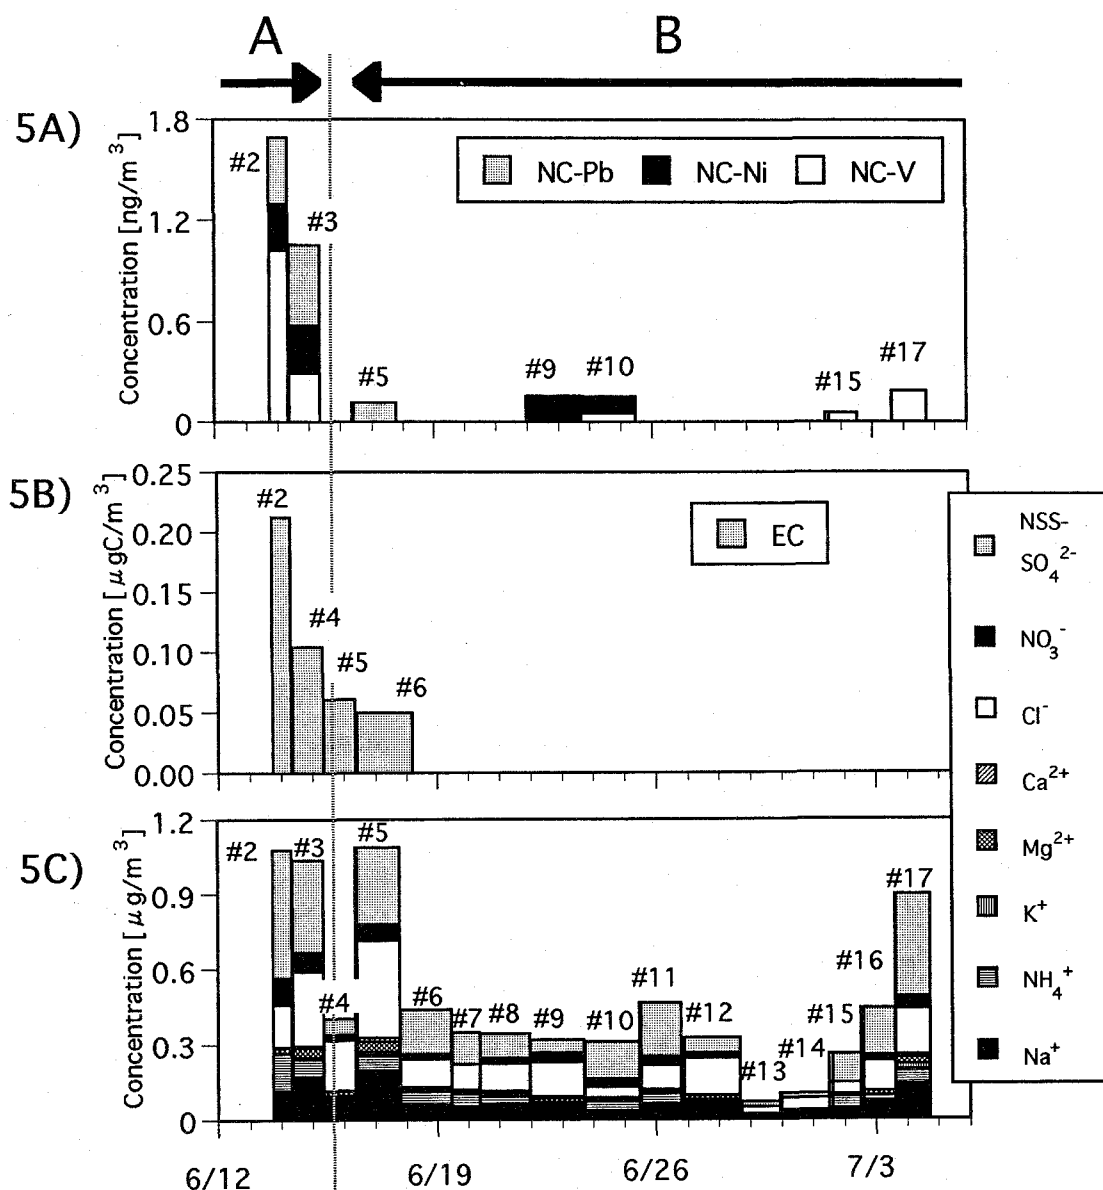 A
B
5A)
Concentration [ng/m³]
1.8
1.2
0.6
0
NC-Pb NC-Ni NC-V
#2
#3
#5
#9
#10
#15
#17
5B)
Concentration [μgC/m³]
0.25
0.20
0.15
0.10
0.05
0.00
EC
#2
#4
#5
#6
5C)
Concentration [μg/m³]
1.2
0.9
0.6
0.3
0
#2
#3
#4
#5
#6
#7
#8
#9
#10
#11
#12
#13
#14
#15
#16
#17
NSS-
SO₄²⁻
NO₃⁻
Cl⁻
Ca²⁺
Mg²⁺
K⁺
NH₄⁺
Na⁺
6/12 6/19 6/26 7/3